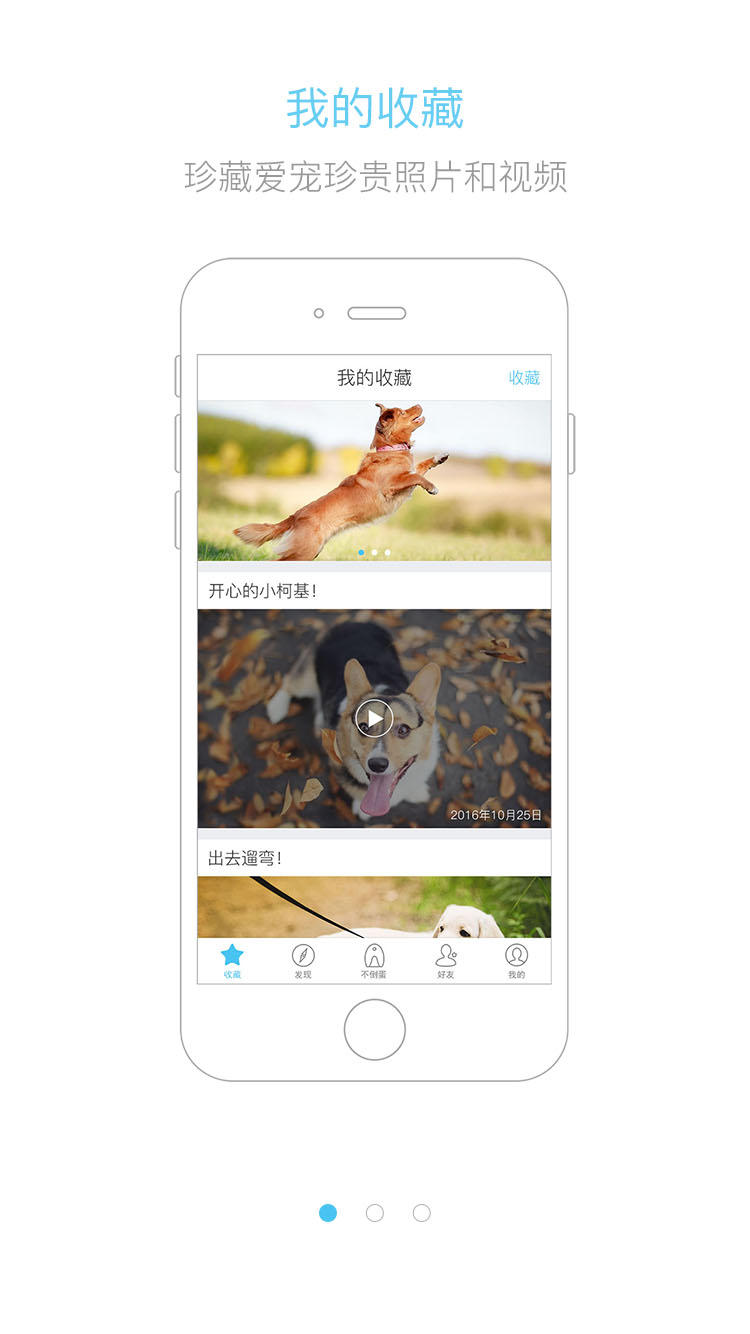 我的收藏
珍藏爱宠珍贵照片和视频
我的收藏 收藏
开心的小柯基！
2016年10月25日
出去遛弯！
收藏 发现 不倒蛋 好友 我的